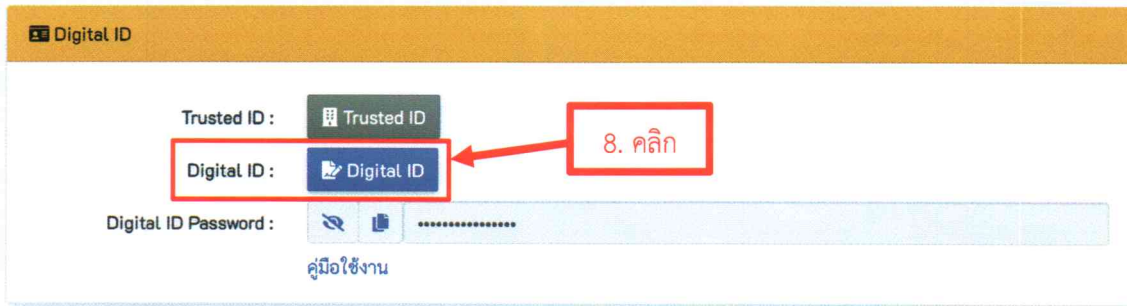 Digital ID
Trusted ID :
Trusted ID
8. คลิก
Digital ID :
Digital ID
Digital ID Password :
••••••••••••••••
คู่มือใช้งาน